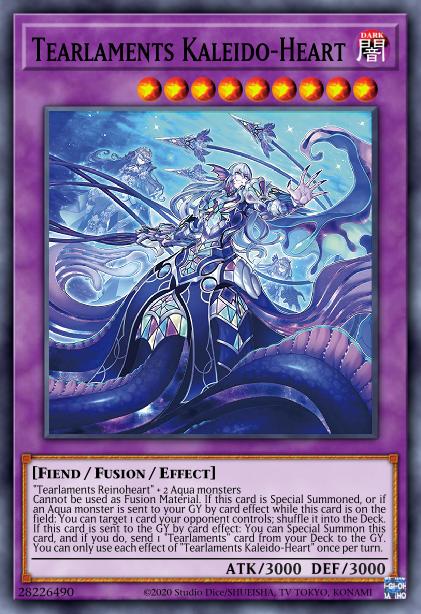 TEARLAMENTS KALEIDO-HEART
DARK
闇
[FIEND / FUSION / EFFECT]
"Tearlaments Reinoheart" + 2 Aqua monsters
Cannot be used as Fusion Material. If this card is Special Summoned, or if
an Aqua monster is sent to your GY by card effect while this card is on the
field: You can target 1 card your opponent controls; shuffle it into the Deck.
If this card is sent to the GY by card effect: You can Special Summon this
card, and if you do, send 1 "Tearlaments" card from your Deck to the GY.
You can only use each effect of "Tearlaments Kaleido-Heart" once per turn.
ATK/3000 DEF/3000
28226490
©2020 Studio Dice/SHUEISHA, TV TOKYO, KONAMI